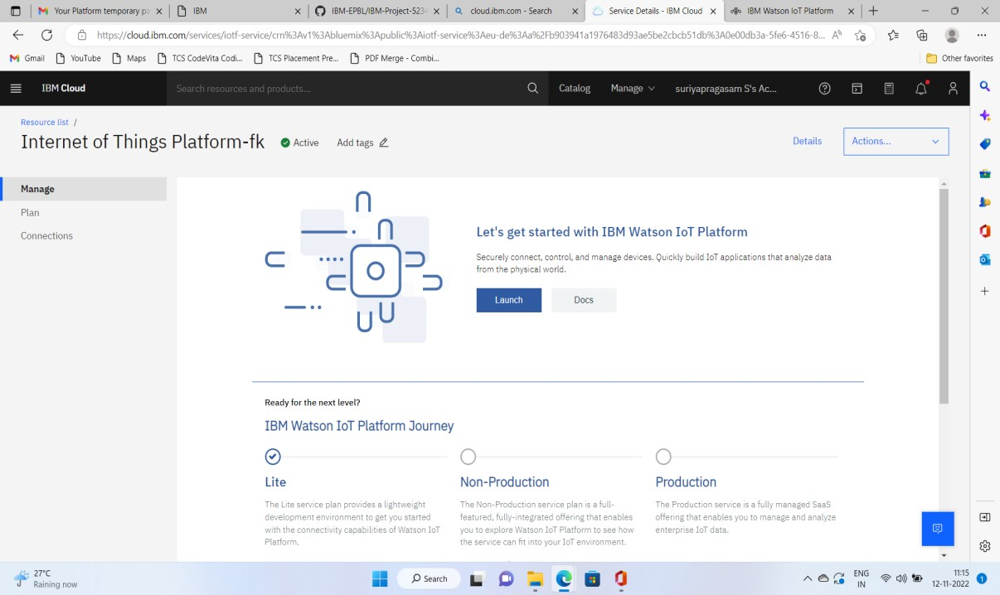 Your Platform temporary pa
IBM
IBM-EPBL/IBM-Project-5234
cloud.ibm.com - Search
Service Details - IBM Cloud
IBM Watson IoT Platform
https://cloud.ibm.com/services/iotf-service/crn%3Av1%3Abluemix%3Apublic%3Aiotf-service%3Aeu-de%3Aa%2Fb903941a1976483d93ae5be2cbcb51db%3A0e00db3a-5fe6-4516-8...
Gmail
YouTube
Maps
TCS CodeVita Codi...
TCS Placement Pre...
PDF Merge - Combi...
Other favorites
IBM Cloud
Search resources and products...
Catalog
Manage
suriyapragasam S's Ac...
Resource list /
Internet of Things Platform-fk
Active
Add tags
Details
Actions...
Manage
Plan
Connections
Let's get started with IBM Watson IoT Platform
Securely connect, control, and manage devices. Quickly build IoT applications that analyze data
from the physical world.
Launch
Docs
Ready for the next level?
IBM Watson IoT Platform Journey
Lite
The Lite service plan provides a lightweight
development environment to get you started
with the connectivity capabilities of Watson IoT
Platform.
Non-Production
The Non-Production service plan is a full-
featured, fully-integrated offering that enables
you to explore Watson IoT Platform to see how
the service can fit into your IoT environment.
Production
The Production service is a fully managed SaaS
offering that enables you to manage and analyze
enterprise IoT data.
27°C
Raining now
Search
ENG
IN
11:15
12-11-2022
1